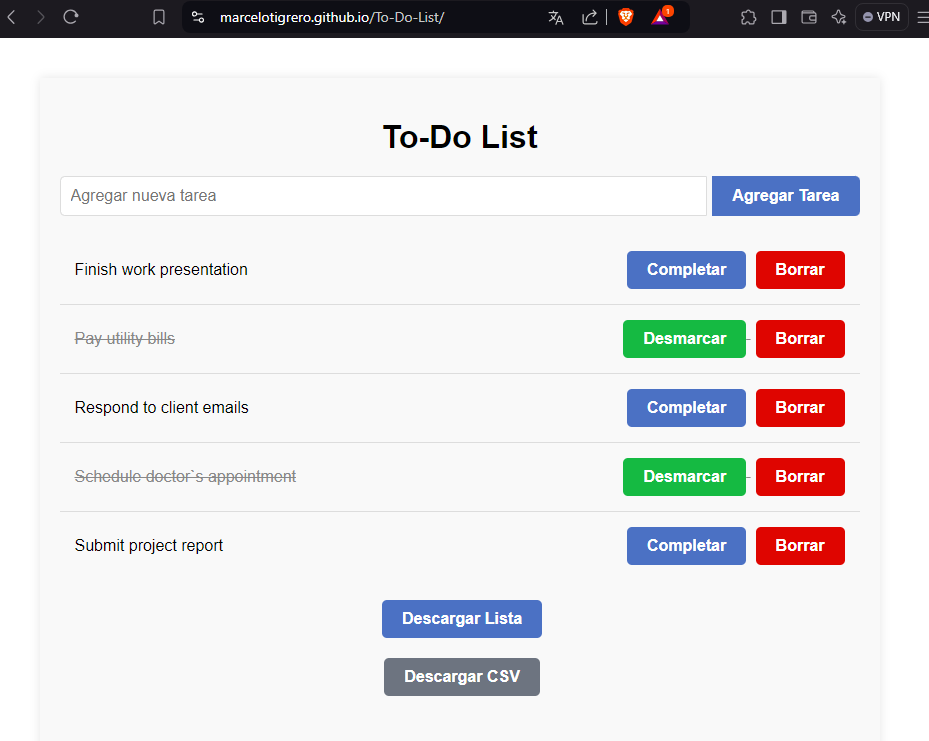 marcelotigrero.github.io/To-Do-List/
1
VPN
To-Do List
Agregar nueva tarea
Agregar Tarea
Finish work presentation
Completar
Borrar
Pay utility bills
Desmarcar
Borrar
Respond to client emails
Completar
Borrar
Schedule doctor`s appointment
Desmarcar
Borrar
Submit project report
Completar
Borrar
Descargar Lista
Descargar CSV